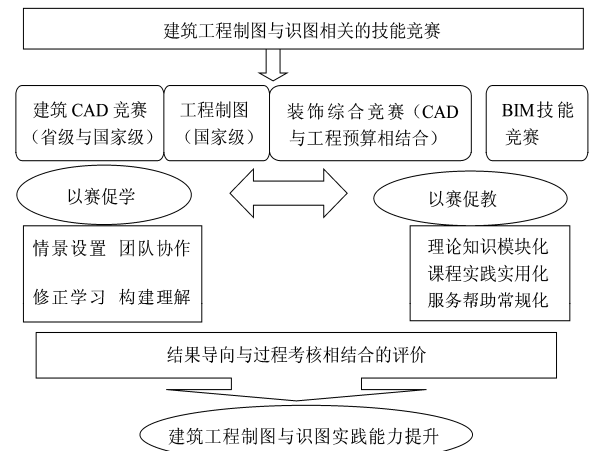 建筑工程制图与识图相关的技能竞赛
建筑 CAD 竞赛
（省级与国家级）
工程制图
（国家级）
装饰综合竞赛（CAD
与工程预算相结合）
BIM技能
竞赛
以赛促学
以赛促教
情景设置 团队协作
修正学习 构建理解
理论知识模块化
课程实践实用化
服务帮助常规化
结果导向与过程考核相结合的评价
建筑工程制图与识图实践能力提升